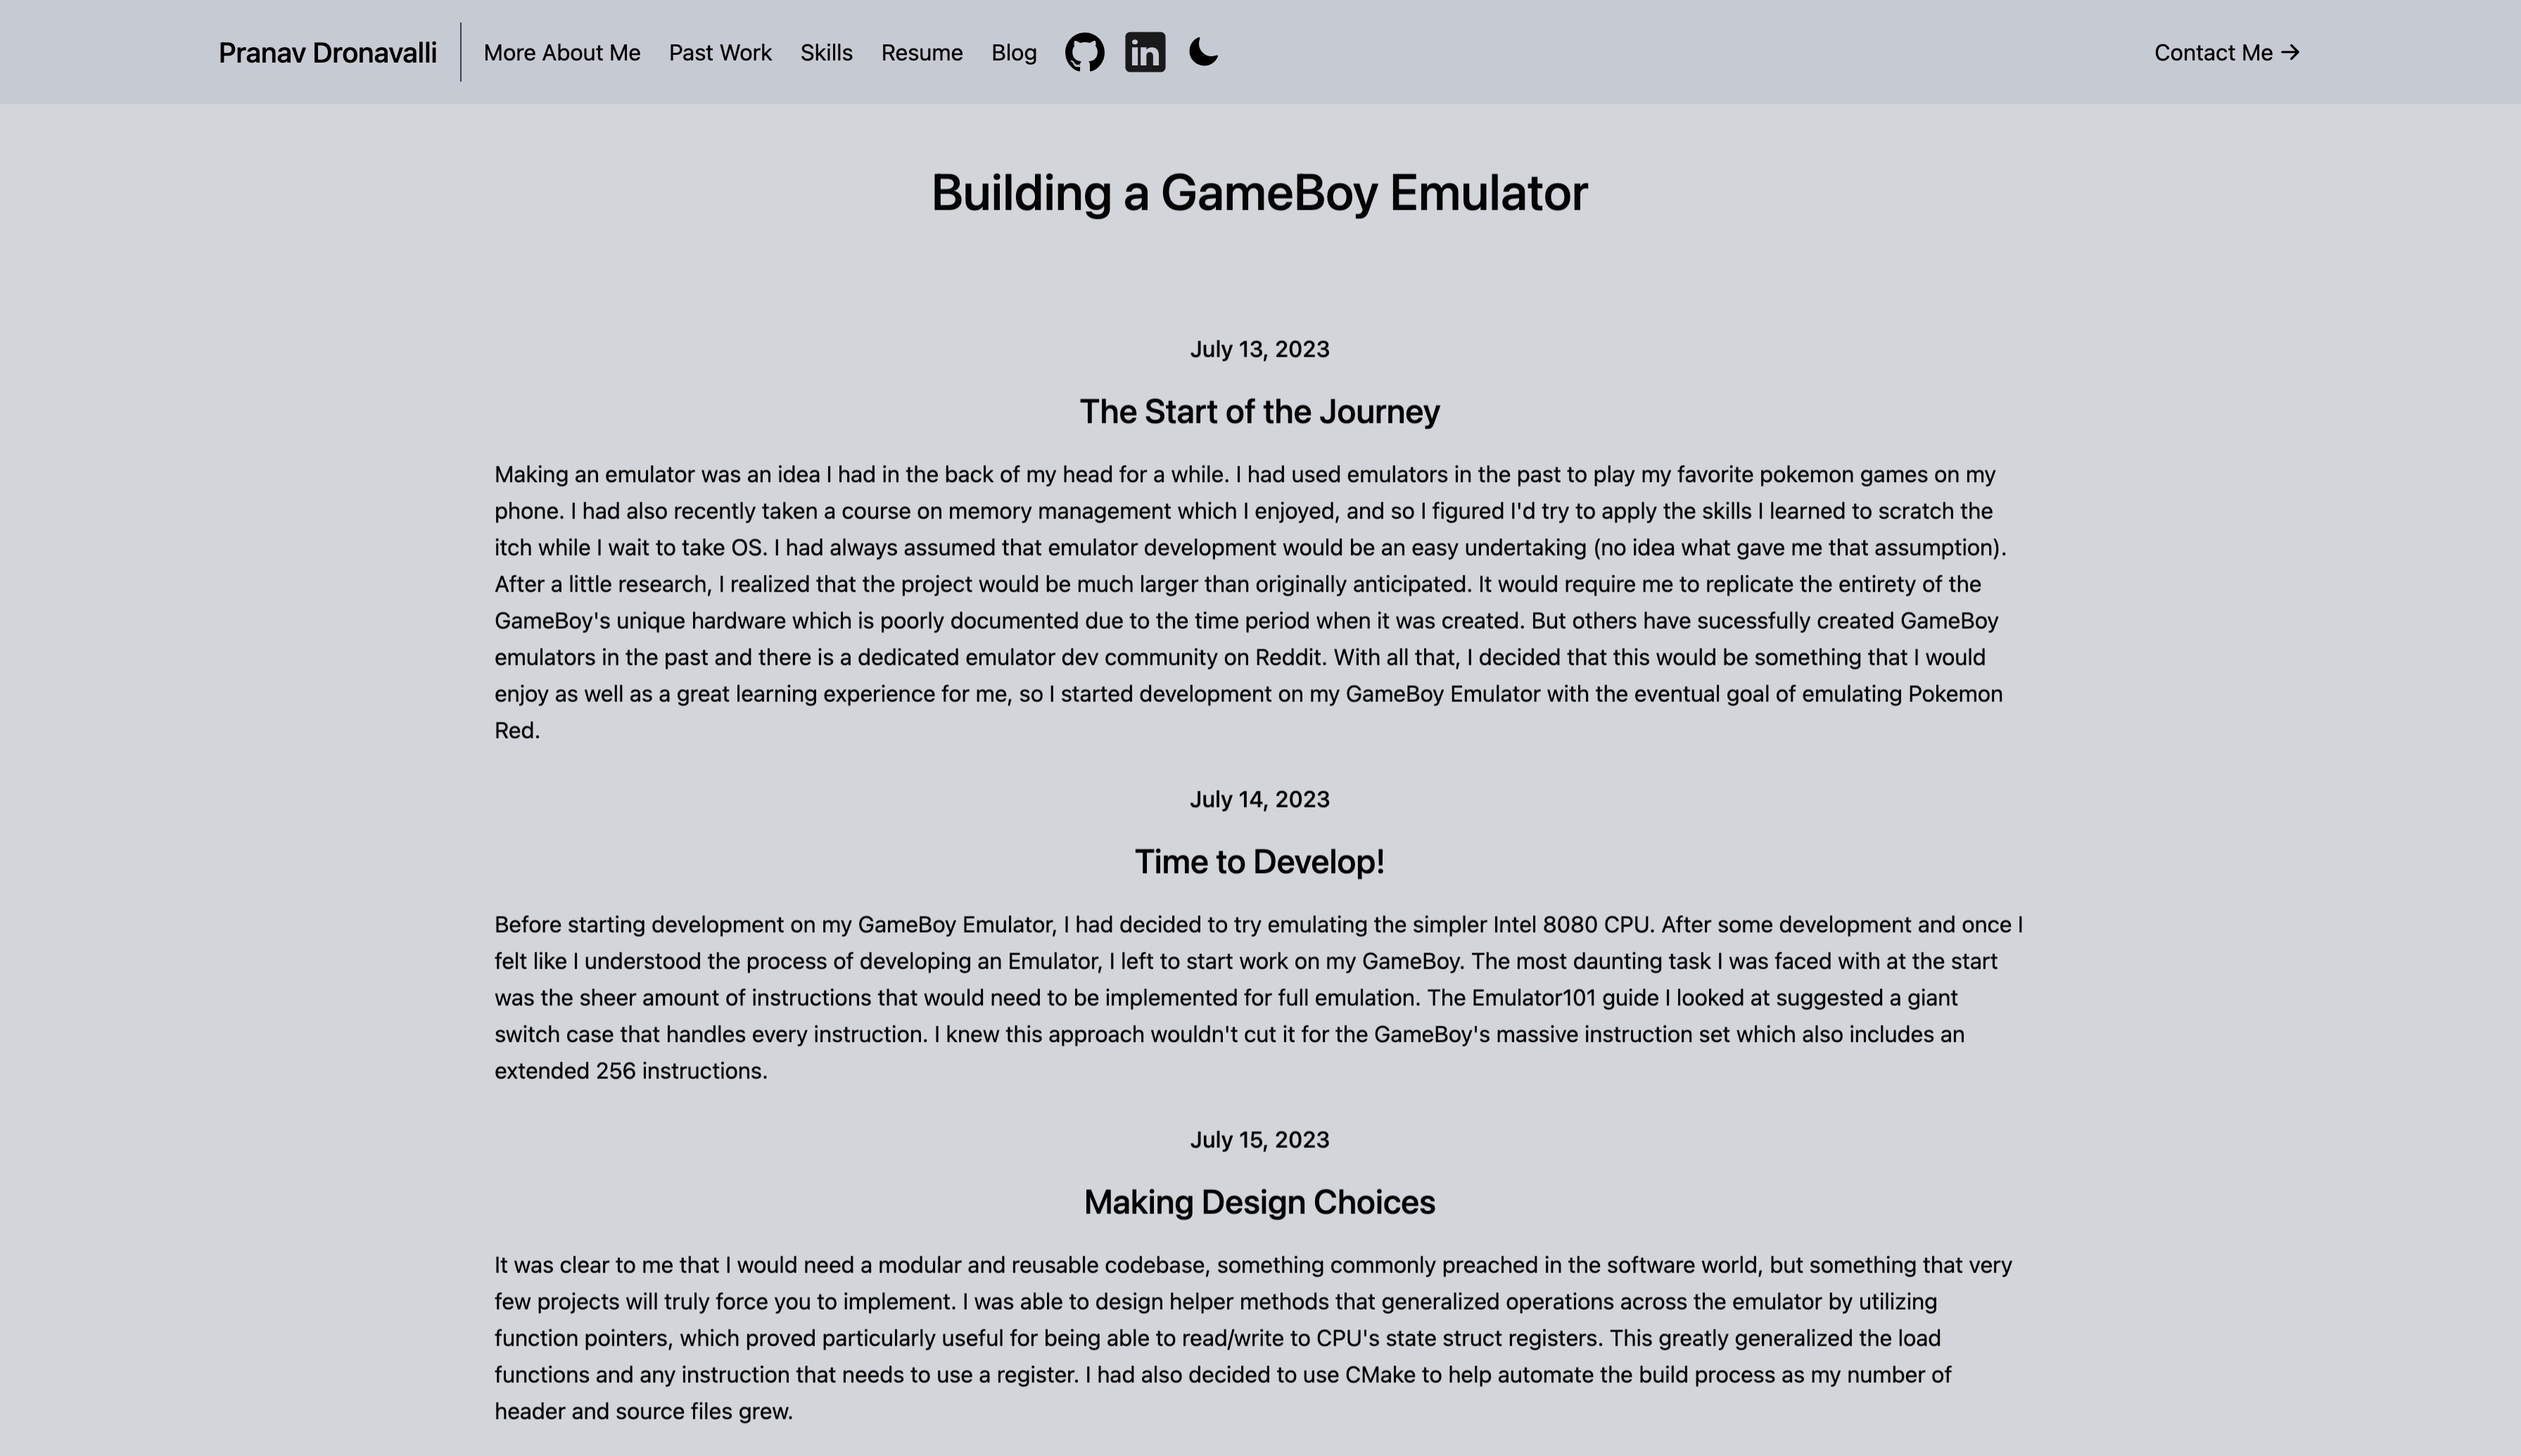 Pranav Dronavalli
More About Me
Past Work
Skills
Resume
Blog
in
Contact Me →
Building a GameBoy Emulator
July 13, 2023
The Start of the Journey
Making an emulator was an idea I had in the back of my head for a while. I had used emulators in the past to play my favorite pokemon games on my
phone. I had also recently taken a course on memory management which I enjoyed, and so I figured I'd try to apply the skills I learned to scratch the
itch while I wait to take OS. I had always assumed that emulator development would be an easy undertaking (no idea what gave me that assumption).
After a little research, I realized that the project would be much larger than originally anticipated. It would require me to replicate the entirety of the
GameBoy's unique hardware which is poorly documented due to the time period when it was created. But others have sucessfully created GameBoy
emulators in the past and there is a dedicated emulator dev community on Reddit. With all that, I decided that this would be something that I would
enjoy as well as a great learning experience for me, so I started development on my GameBoy Emulator with the eventual goal of emulating Pokemon
Red.
July 14, 2023
Time to Develop!
Before starting development on my GameBoy Emulator, I had decided to try emulating the simpler Intel 8080 CPU. After some development and once I
felt like I understood the process of developing an Emulator, I left to start work on my GameBoy. The most daunting task I was faced with at the start
was the sheer amount of instructions that would need to be implemented for full emulation. The Emulator101 guide I looked at suggested a giant
switch case that handles every instruction. I knew this approach wouldn't cut it for the GameBoy's massive instruction set which also includes an
extended 256 instructions.
July 15, 2023
Making Design Choices
It was clear to me that I would need a modular and reusable codebase, something commonly preached in the software world, but something that very
few projects will truly force you to implement. I was able to design helper methods that generalized operations across the emulator by utilizing
function pointers, which proved particularly useful for being able to read/write to CPU's state struct registers. This greatly generalized the load
functions and any instruction that needs to use a register. I had also decided to use CMake to help automate the build process as my number of
header and source files grew.